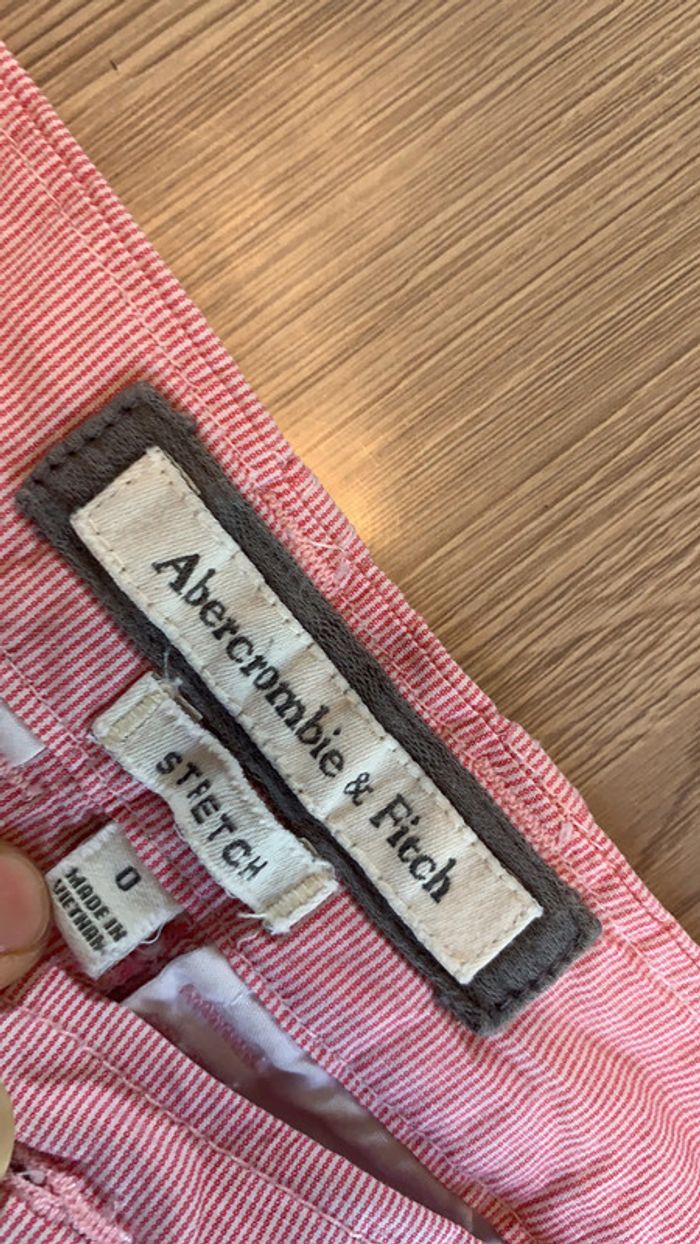 Abercrombie & Fitch
STRETCH
0
MADE IN
VIETNAM